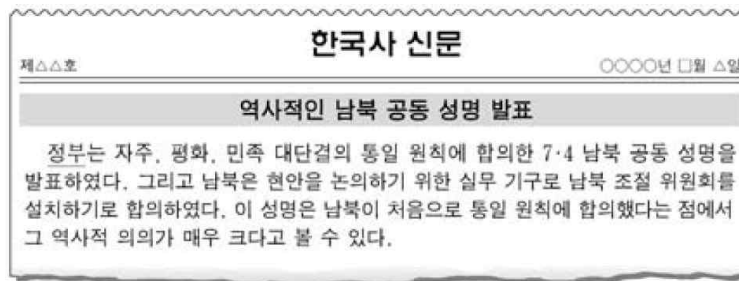 한국사 신문
제△△호
○○○○년 □월 △일
역사적인 남북 공동 성명 발표
정부는 자주, 평화, 민족 대단결의 통일 원칙에 합의한 7·4 남북 공동 성명을
발표하였다. 그리고 남북은 현안을 논의하기 위한 실무 기구로 남북 조절 위원회를
설치하기로 합의하였다. 이 성명은 남북이 처음으로 통일 원칙에 합의했다는 점에서
그 역사적 의의가 매우 크다고 볼 수 있다.